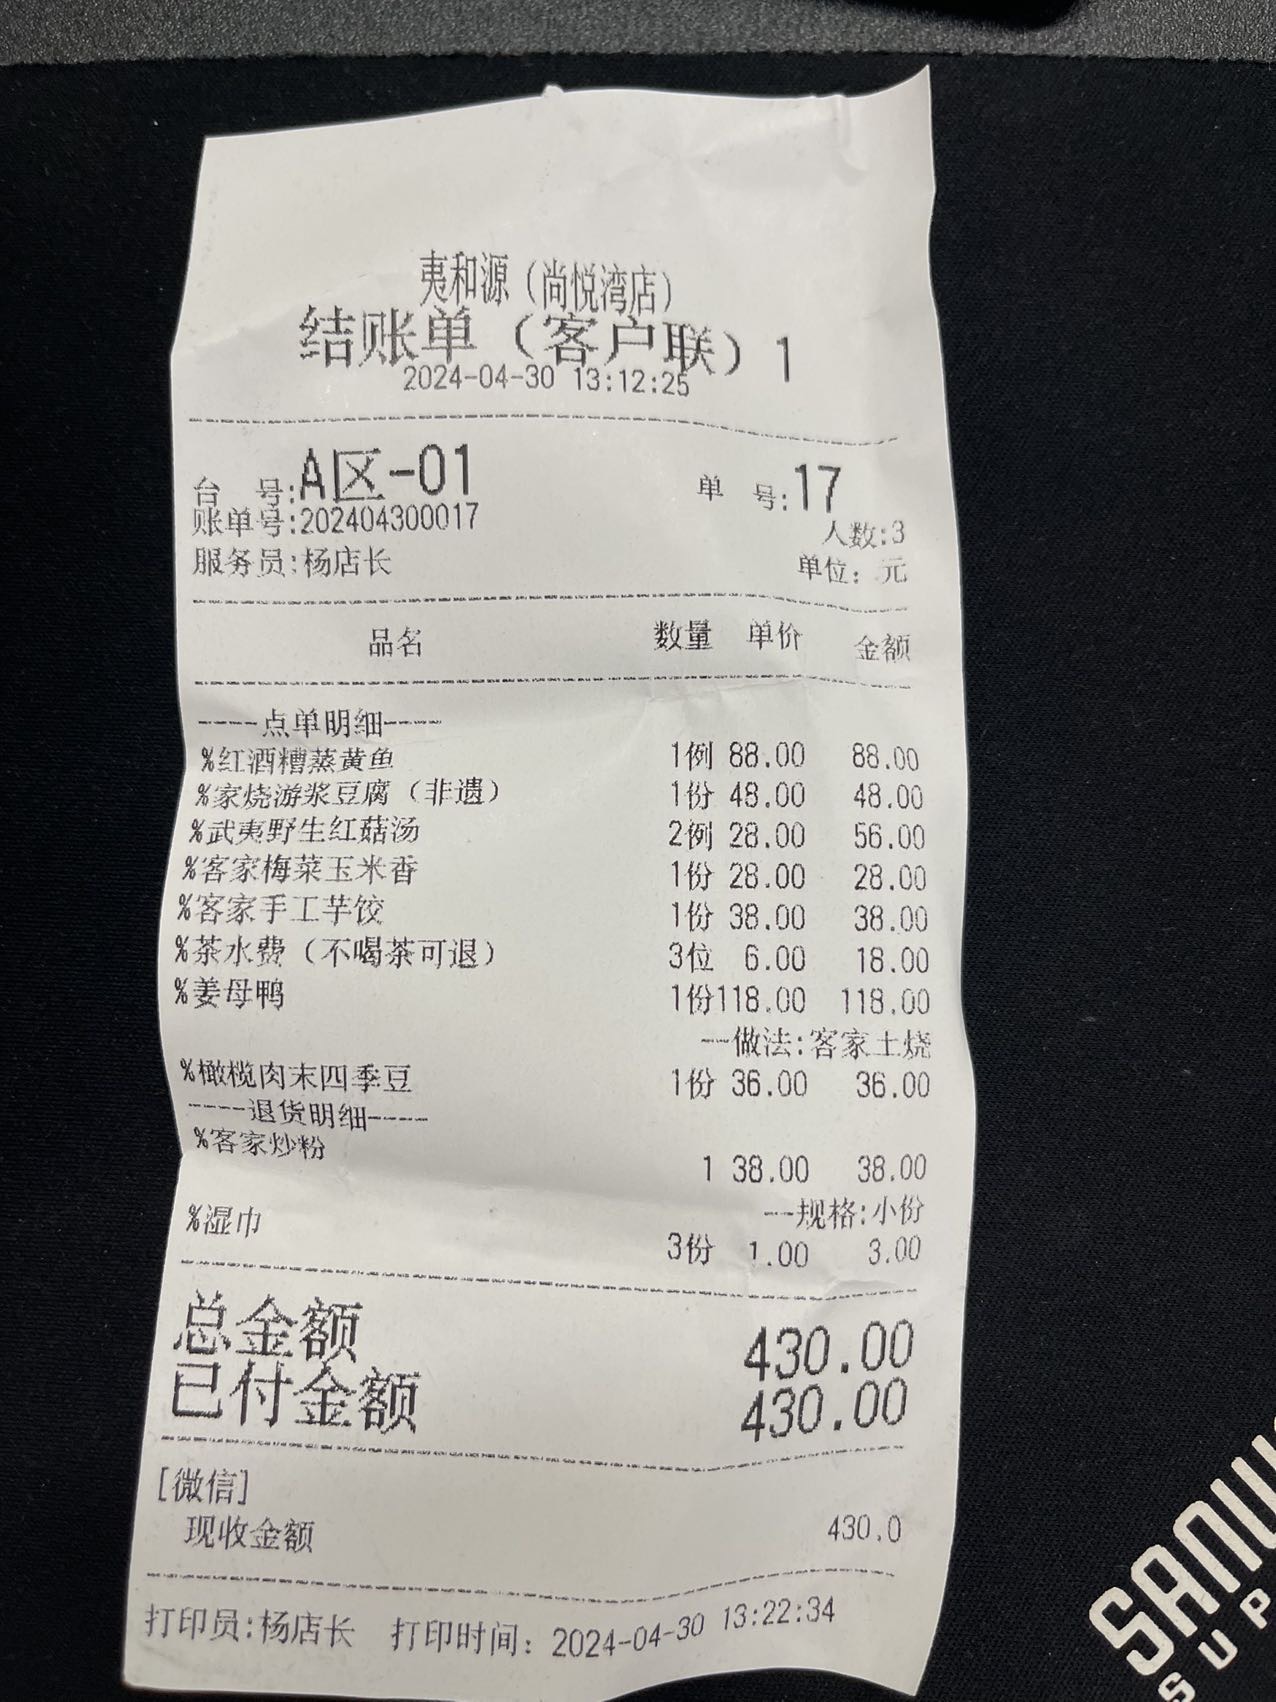 夷和源（尚悦湾店）
结账单（客户联）1
2024-04-30 13:12:25
台 号:A区-01 单 号:17
账单号:202404300017 人数:3
服务员:杨店长 单位：元
品名 数量 单价 金额
----点单明细----
%红酒糟蒸黄鱼 1例 88.00 88.00
%家烧游浆豆腐（非遗） 1份 48.00 48.00
%武夷野生红菇汤 2例 28.00 56.00
%客家梅菜玉米香 1份 28.00 28.00
%客家手工芋饺 1份 38.00 38.00
%茶水费（不喝茶可退） 3位 6.00 18.00
%姜母鸭 1份118.00 118.00
--做法:客家土烧
%橄榄肉末四季豆 1份 36.00 36.00
----退货明细----
%客家炒粉 1 38.00 38.00
--规格:小份
%湿巾 3份 1.00 3.00
总金额 430.00
已付金额 430.00
[微信]
现收金额 430.0
打印员:杨店长 打印时间：2024-04-30 13:22:34
SUP